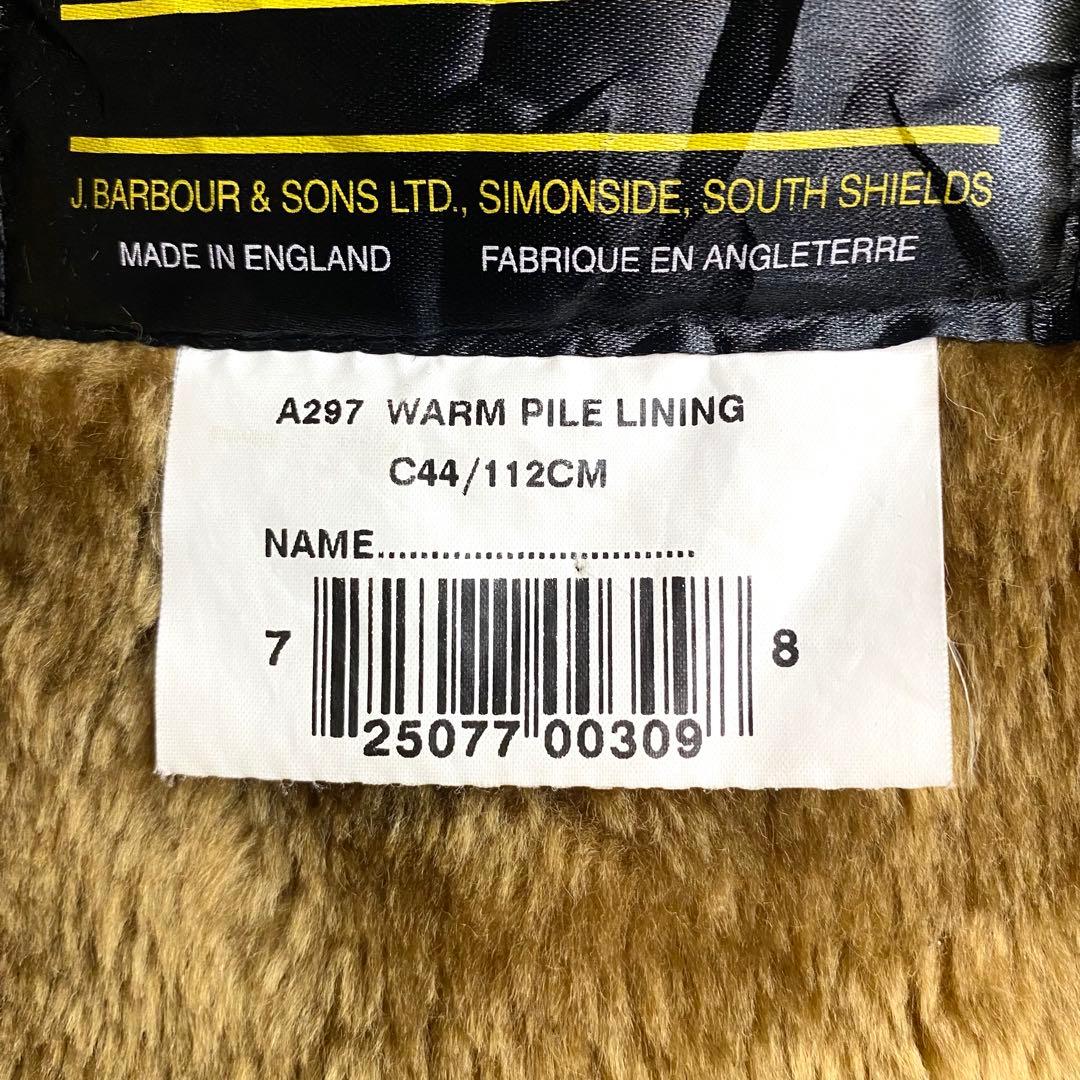 J. BARBOUR & SONS LTD., SIMONSIDE, SOUTH SHIELDS
MADE IN ENGLAND FABRIQUE EN ANGLETERRE
A297 WARM PILE LINING
C44/112CM
NAME..............................
7 25077 00309 8